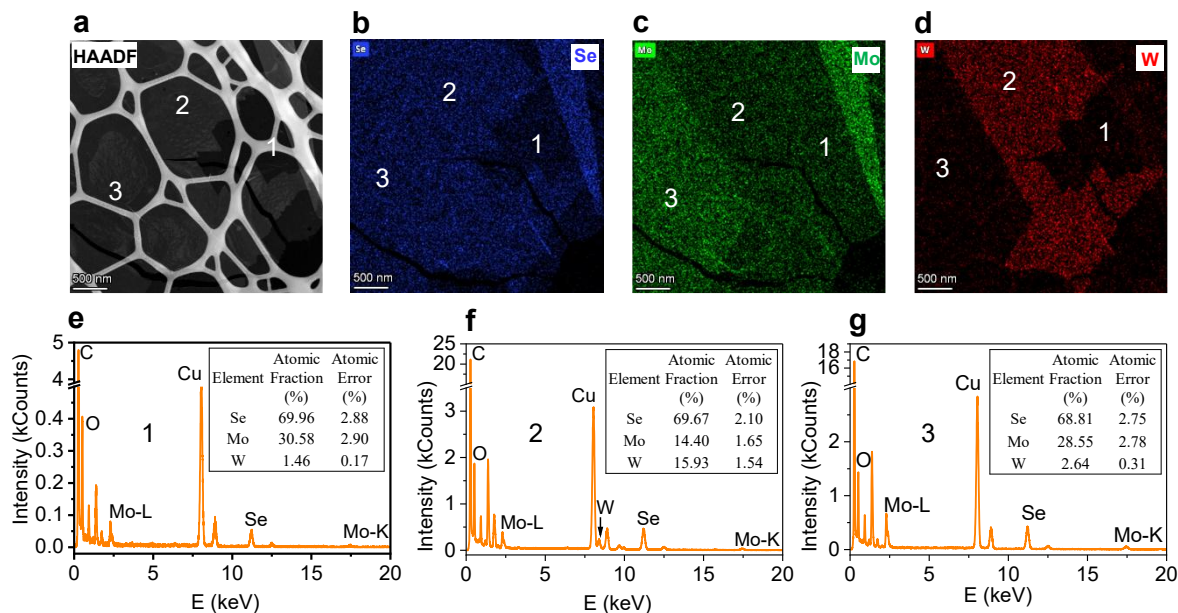 a
HAADF
2
1
3
500 nm
b
Se
Se
2
1
3
500 nm
c
Mo
Mo
2
1
3
500 nm
d
W
W
2
1
3
500 nm
e
Intensity (kCounts)
5
4
0.4
0.3
0.2
0.1
0.0
C
O
1
Mo-L
Cu
Se
Mo-K
Element Atomic Fraction (%) Atomic Error (%)
Se 69.96 2.88
Mo 30.58 2.90
W 1.46 0.17
0 5 10 15 20
E (keV)
f
Intensity (kCounts)
25
20
3
2
1
0
C
O
2
Mo-L
Cu
W
Se
Mo-K
Element Atomic Fraction (%) Atomic Error (%)
Se 69.67 2.10
Mo 14.40 1.65
W 15.93 1.54
0 5 10 15 20
E (keV)
g
Intensity (kCounts)
18
16
2
1
0
C
O
3
Mo-L
Cu
Se
Mo-K
Element Atomic Fraction (%) Atomic Error (%)
Se 68.81 2.75
Mo 28.55 2.78
W 2.64 0.31
0 5 10 15 20
E (keV)